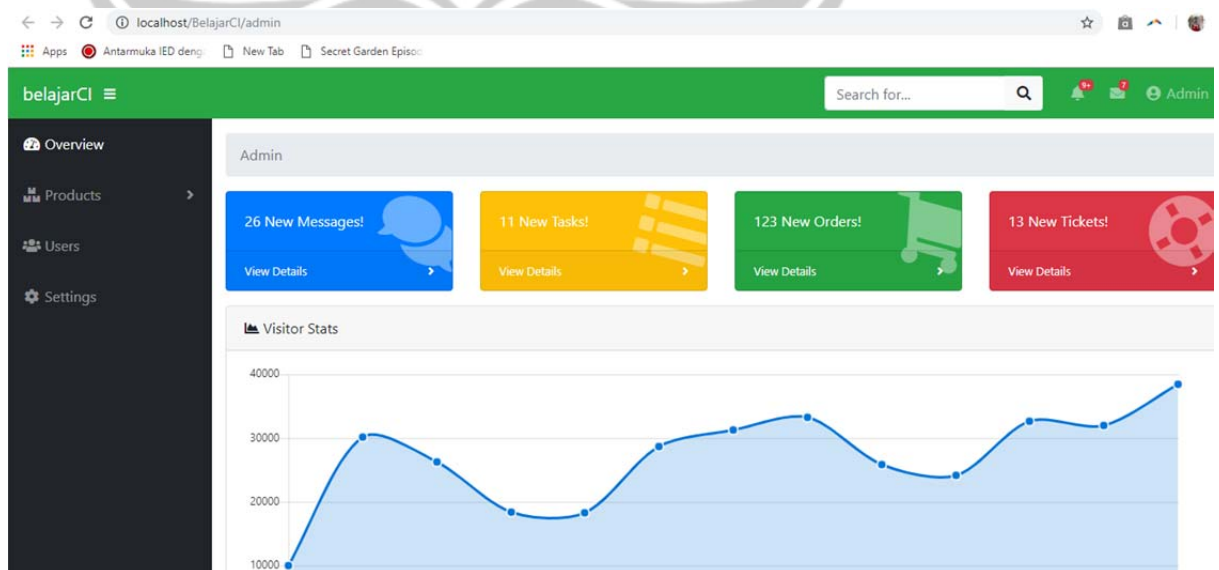 localhost/BelajarCI/admin
Apps Antarmuka IED deng New Tab Secret Garden Episo
belajarCI Search for... 9+ 7 Admin
Overview
Products
Users
Settings
Admin
26 New Messages! 11 New Tasks! 123 New Orders! 13 New Tickets!
View Details View Details View Details View Details
Visitor Stats
40000
30000
20000
10000